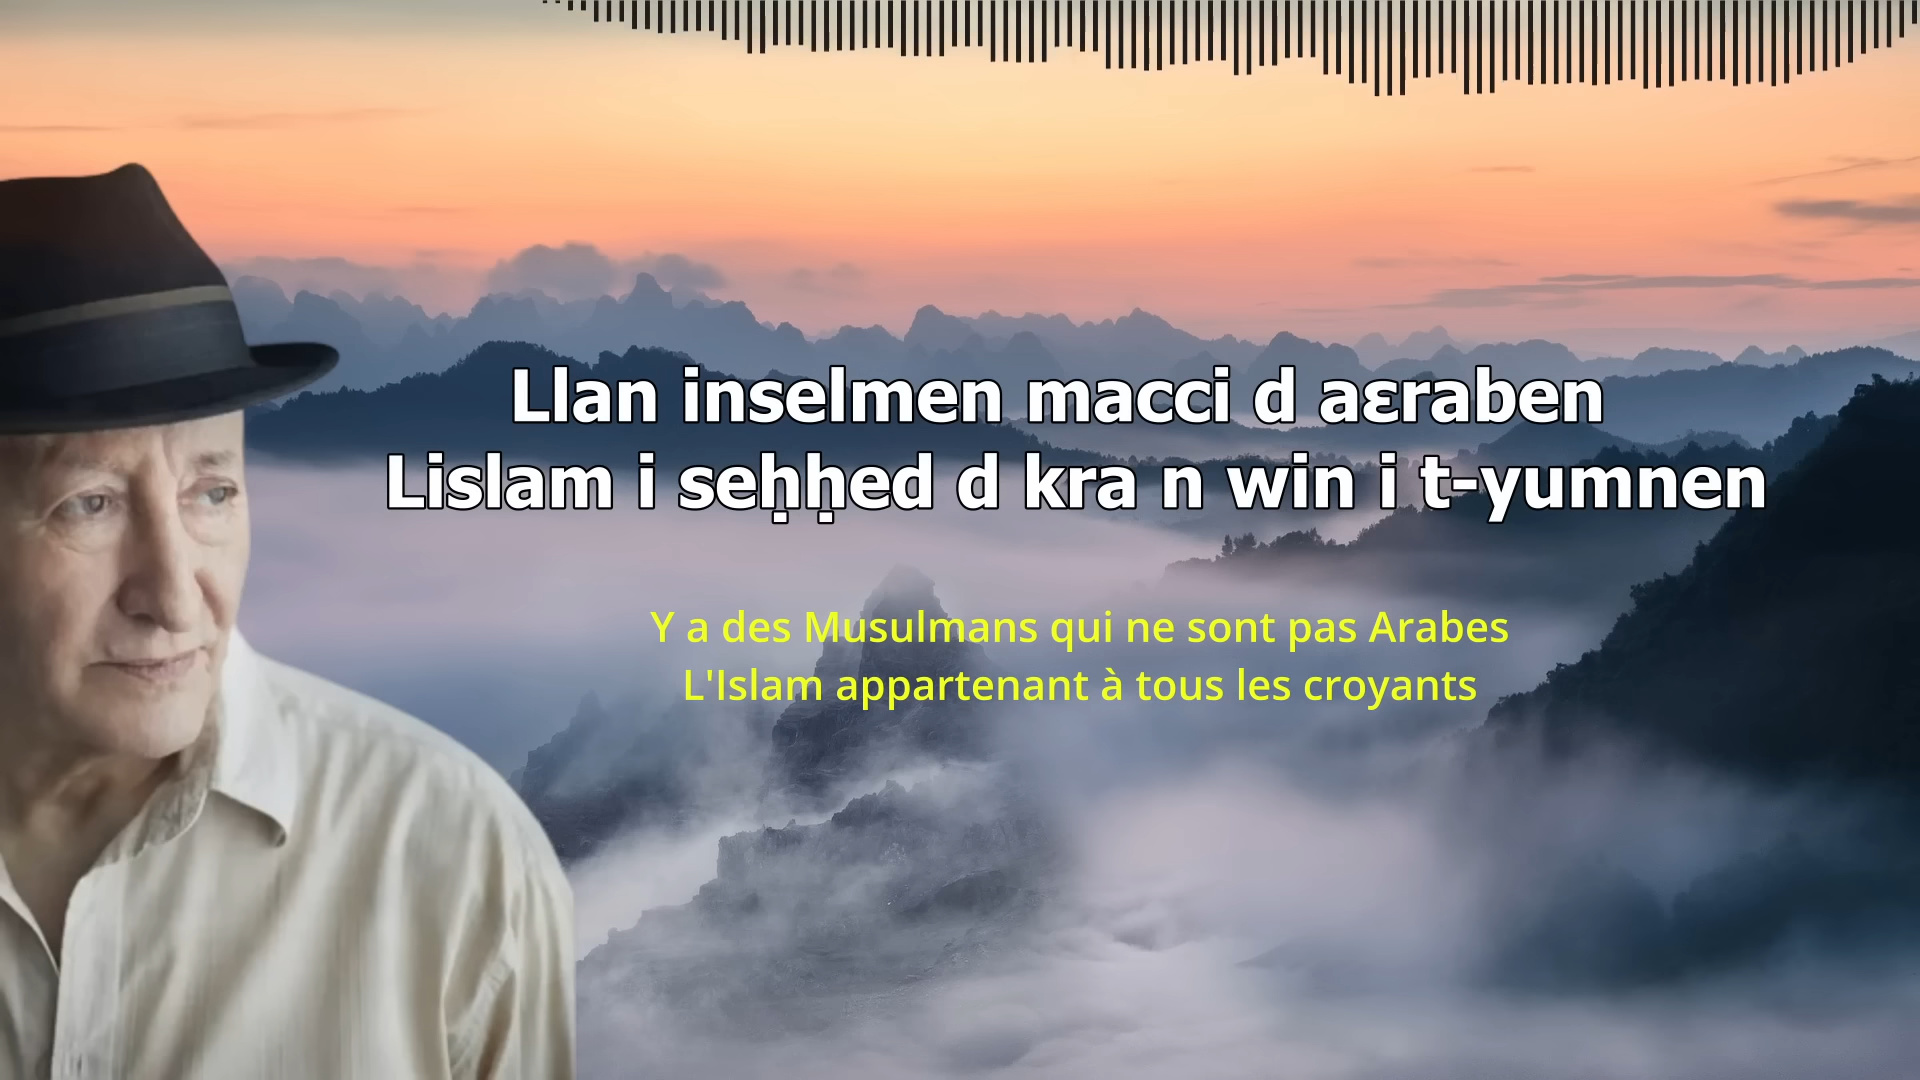 Llan inselmen macci d aɛraben
Lislam i seḥḥed d kra n win i t-yumnen
Y a des Musulmans qui ne sont pas Arabes
L'Islam appartenant à tous les croyants